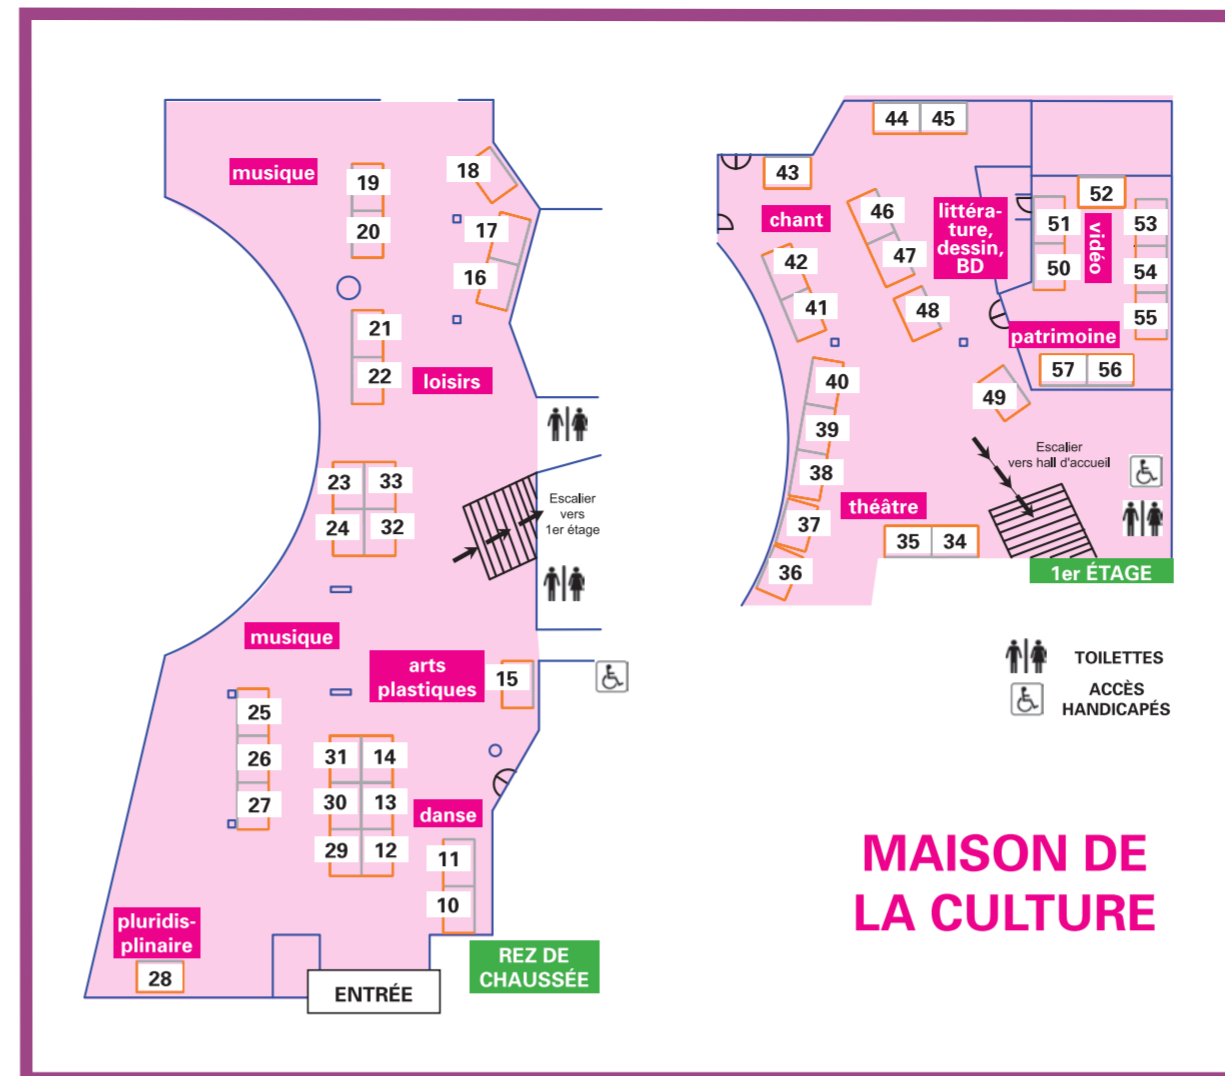 musique
18
19
17
20
16
21
22
loisirs
23
33
24
32
Escalier
vers
1er étage
musique
arts
plastiques
15
25
26
27
31
14
30
13
29
12
danse
11
10
pluridis-
plinaire
28
ENTRÉE
REZ DE
CHAUSSÉE
44
45
43
52
chant
46
littéra-
ture,
dessin,
BD
51
vidéo
53
42
47
50
54
41
48
55
patrimoine
57
56
40
49
39
38
Escalier
vers hall d'accueil
théâtre
37
35
34
36
1er ÉTAGE
TOILETTES
ACCÈS
HANDICAPÉS
MAISON DE
LA CULTURE